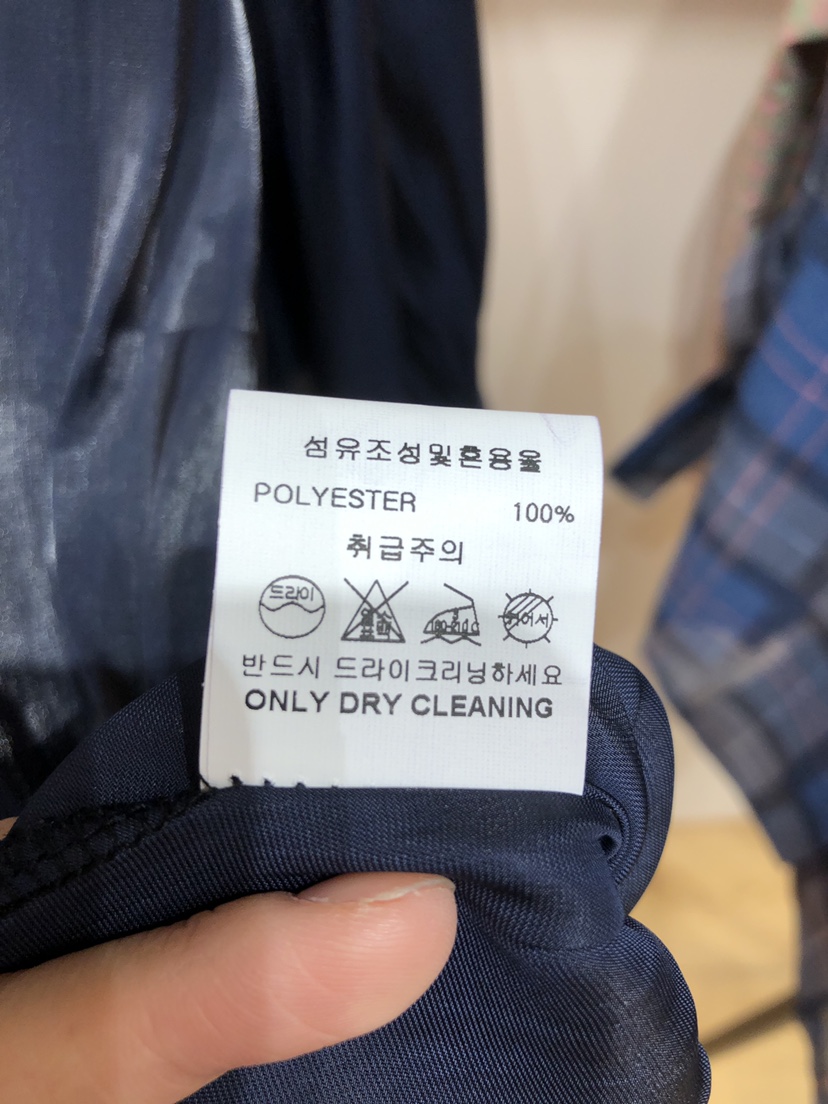 섬유조성및혼용율
POLYESTER 100%
취급주의
드라이
반드시 드라이크리닝하세요
ONLY DRY CLEANING